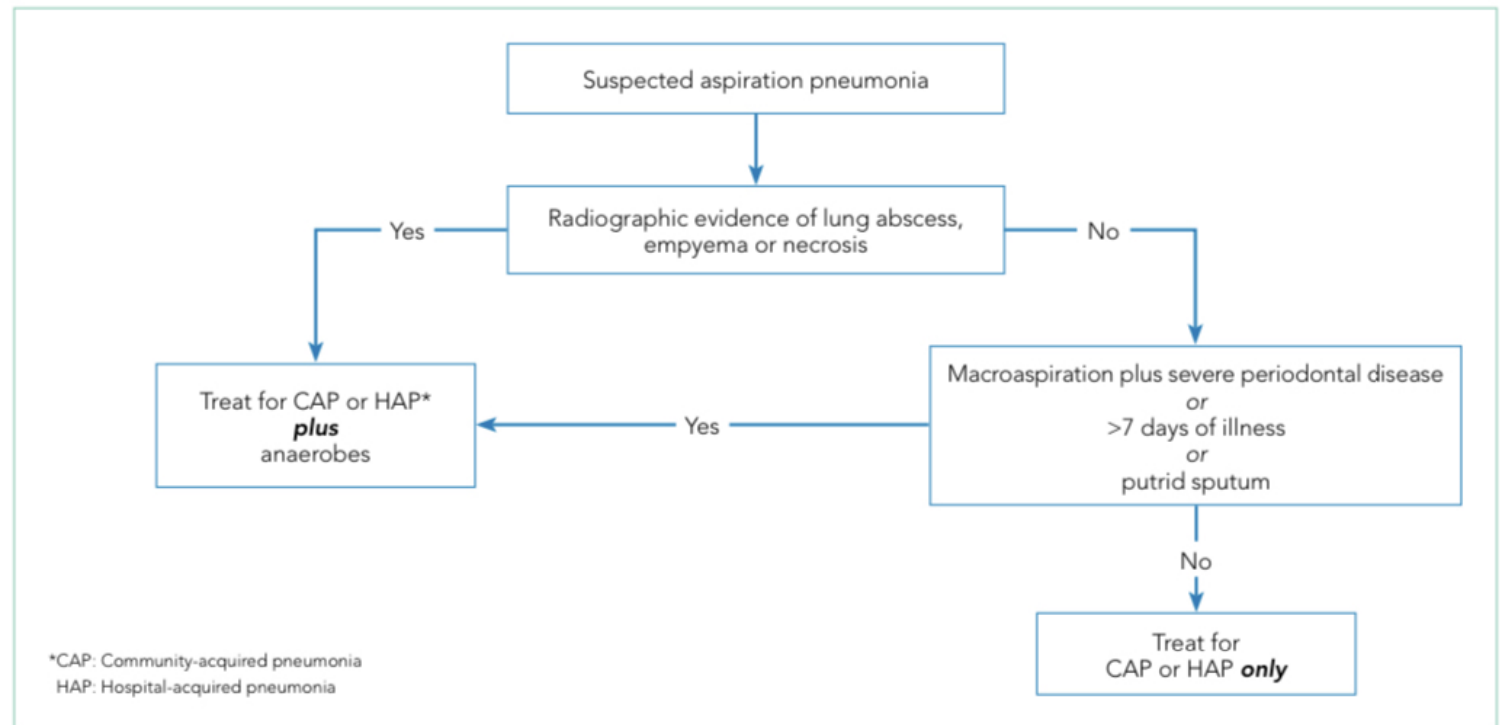 Suspected aspiration pneumonia
Radiographic evidence of lung abscess,
empyema or necrosis
Yes
No
Treat for CAP or HAP*
plus
anaerobes
Yes
Macroaspiration plus severe periodontal disease
or
>7 days of illness
or
putrid sputum
No
Treat for
CAP or HAP only
*CAP: Community-acquired pneumonia
HAP: Hospital-acquired pneumonia